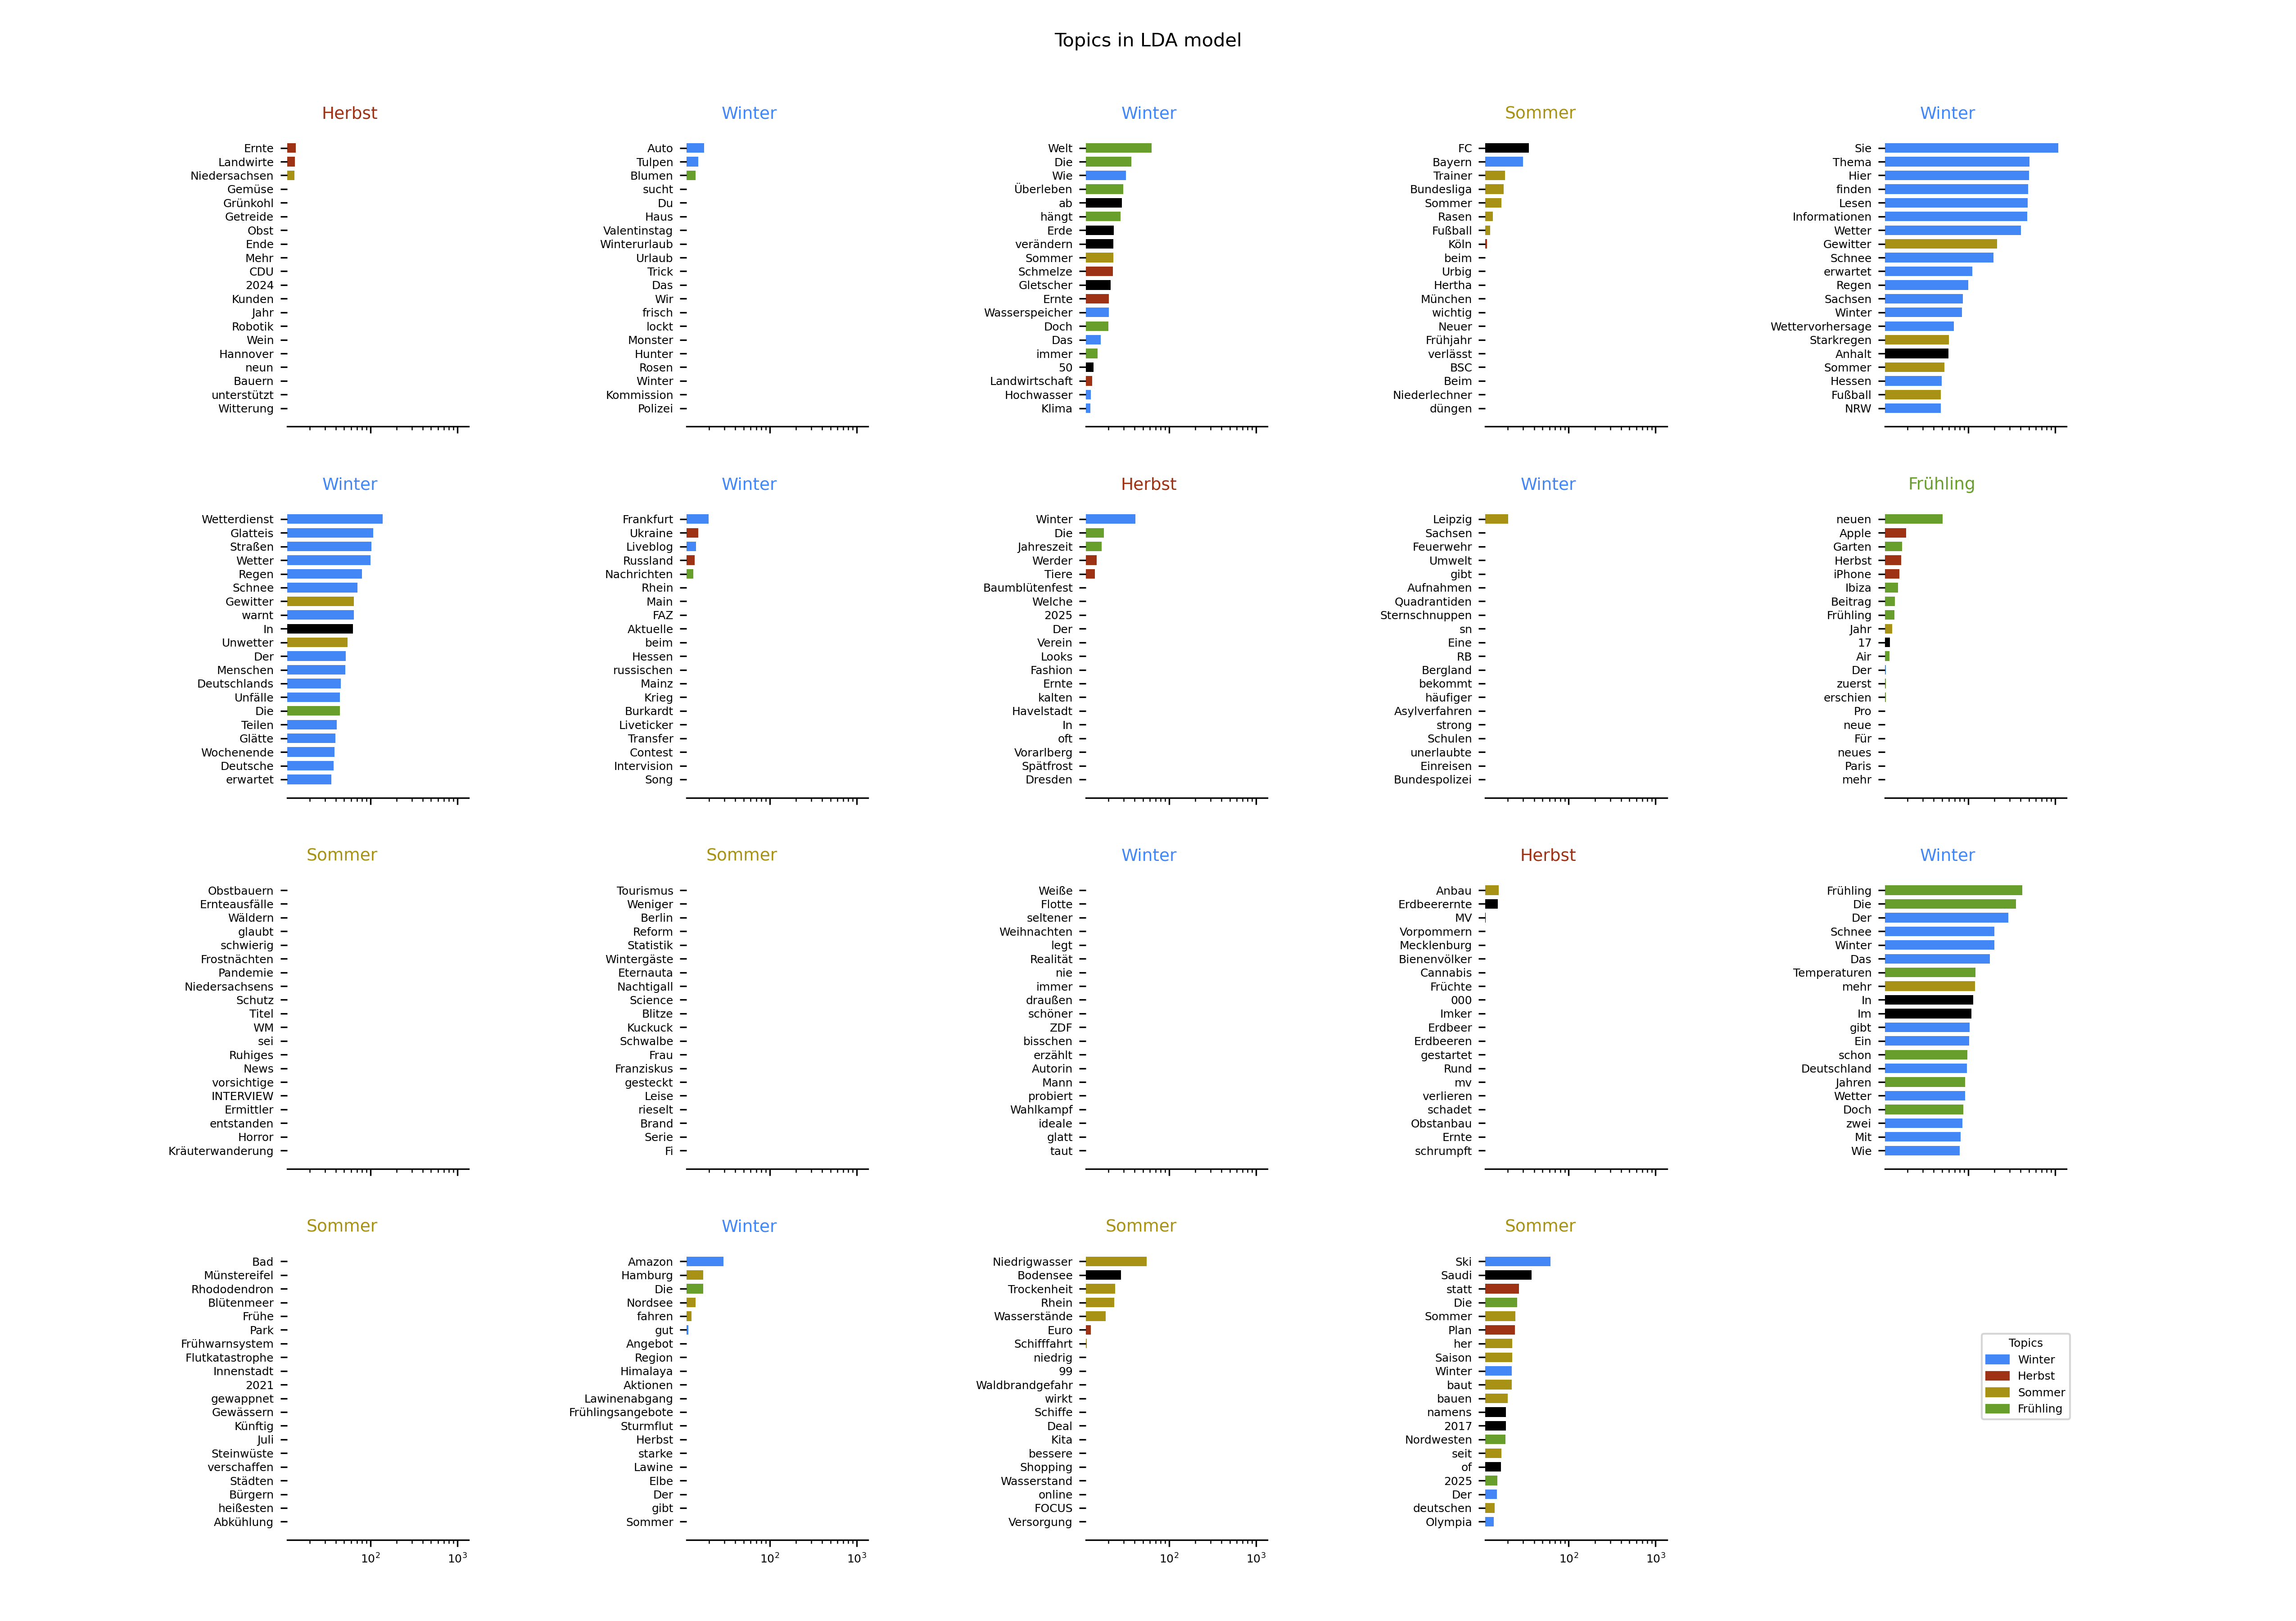 Topics in LDA model
Herbst
Ernte
Landwirte
Niedersachsen
Gemüse
Grünkohl
Getreide
Obst
Ende
Mehr
CDU
2024
Kunden
Jahr
Robotik
Wein
Hannover
neun
Bauern
unterstützt
Witterung
Winter
Auto
Tulpen
Blumen
sucht
Du
Haus
Valentinstag
Winterurlaub
Urlaub
Trick
Das
Wir
frisch
lockt
Monster
Hunter
Rosen
Winter
Kommission
Polizei
Winter
Welt
Die
Wie
Überleben
ab
hängt
Erde
verändern
Sommer
Schmelze
Gletscher
Ernte
Wasserspeicher
Doch
Das
immer
50
Landwirtschaft
Hochwasser
Klima
Sommer
FC
Bayern
Trainer
Bundesliga
Sommer
Rasen
Fußball
Köln
beim
Urbig
Hertha
München
wichtig
Neuer
Frühjahr
verlässt
BSC
Beim
Niederlechner
düngen
Winter
Sie
Thema
Hier
finden
Lesen
Informationen
Wetter
Gewitter
Schnee
erwartet
Regen
Sachsen
Winter
Wettervorhersage
Starkregen
Anhalt
Sommer
Hessen
Fußball
NRW
Winter
Wetterdienst
Glatteis
Straßen
Wetter
Regen
Schnee
Gewitter
warnt
In
Unwetter
Der
Menschen
Deutschlands
Unfälle
Die
Teilen
Glätte
Wochenende
Deutsche
erwartet
Winter
Frankfurt
Ukraine
Liveblog
Russland
Nachrichten
Rhein
Main
FAZ
Aktuelle
beim
Hessen
russischen
Mainz
Krieg
Burkardt
Liveticker
Transfer
Contest
Intervision
Song
Herbst
Winter
Die
Jahreszeit
Werder
Tiere
Baumblütenfest
Welche
2025
Der
Verein
Looks
Fashion
Ernte
kalten
Havelstadt
In
oft
Vorarlberg
Spätfrost
Dresden
Winter
Leipzig
Sachsen
Feuerwehr
Umwelt
gibt
Aufnahmen
Quadrantiden
Sternschnuppen
sn
Eine
RB
Bergland
bekommt
häufiger
Asylverfahren
strong
Schulen
unerlaubte
Einreisen
Bundespolizei
Frühling
neuen
Apple
Garten
Herbst
iPhone
Ibiza
Beitrag
Frühling
Jahr
17
Air
Der
zuerst
erschien
Pro
neue
Für
neues
Paris
mehr
Sommer
Obstbauern
Ernteausfälle
Wäldern
glaubt
schwierig
Frostnächten
Pandemie
Niedersachsens
Schutz
Titel
WM
sei
Ruhiges
News
vorsichtige
INTERVIEW
Ermittler
entstanden
Horror
Kräuterwanderung
Sommer
Tourismus
Weniger
Berlin
Reform
Statistik
Wintergäste
Eternauta
Nachtigall
Science
Blitze
Kuckuck
Schwalbe
Frau
Franziskus
gesteckt
Leise
rieselt
Brand
Serie
Fi
Winter
Weiße
Flotte
seltener
Weihnachten
legt
Realität
nie
immer
draußen
schöner
ZDF
bisschen
erzählt
Autorin
Mann
probiert
Wahlkampf
ideale
glatt
taut
Herbst
Anbau
Erdbeerernte
MV
Vorpommern
Mecklenburg
Bienenvölker
Cannabis
Früchte
000
Imker
Erdbeer
Erdbeeren
gestartet
Rund
mv
verlieren
schadet
Obstanbau
Ernte
schrumpft
Winter
Frühling
Die
Der
Schnee
Winter
Das
Temperaturen
mehr
In
Im
gibt
Ein
schon
Deutschland
Jahren
Wetter
Doch
zwei
Mit
Wie
Sommer
Bad
Münstereifel
Rhododendron
Blütenmeer
Frühe
Park
Frühwarnsystem
Flutkatastrophe
Innenstadt
2021
gewappnet
Gewässern
Künftig
Juli
Steinwüste
verschaffen
Städten
Bürgern
heißesten
Abkühlung
10² 10³
Winter
Amazon
Hamburg
Die
Nordsee
fahren
gut
Angebot
Region
Himalaya
Aktionen
Lawinenabgang
Frühlingsangebote
Sturmflut
Herbst
starke
Lawine
Elbe
Der
gibt
Sommer
10² 10³
Sommer
Niedrigwasser
Bodensee
Trockenheit
Rhein
Wasserstände
Euro
Schifffahrt
niedrig
99
Waldbrandgefahr
wirkt
Schiffe
Deal
Kita
bessere
Shopping
Wasserstand
online
FOCUS
Versorgung
10² 10³
Sommer
Ski
Saudi
statt
Die
Sommer
Plan
her
Saison
Winter
baut
bauen
namens
2017
Nordwesten
seit
of
2025
Der
deutschen
Olympia
10² 10³
Topics
Winter
Herbst
Sommer
Frühling